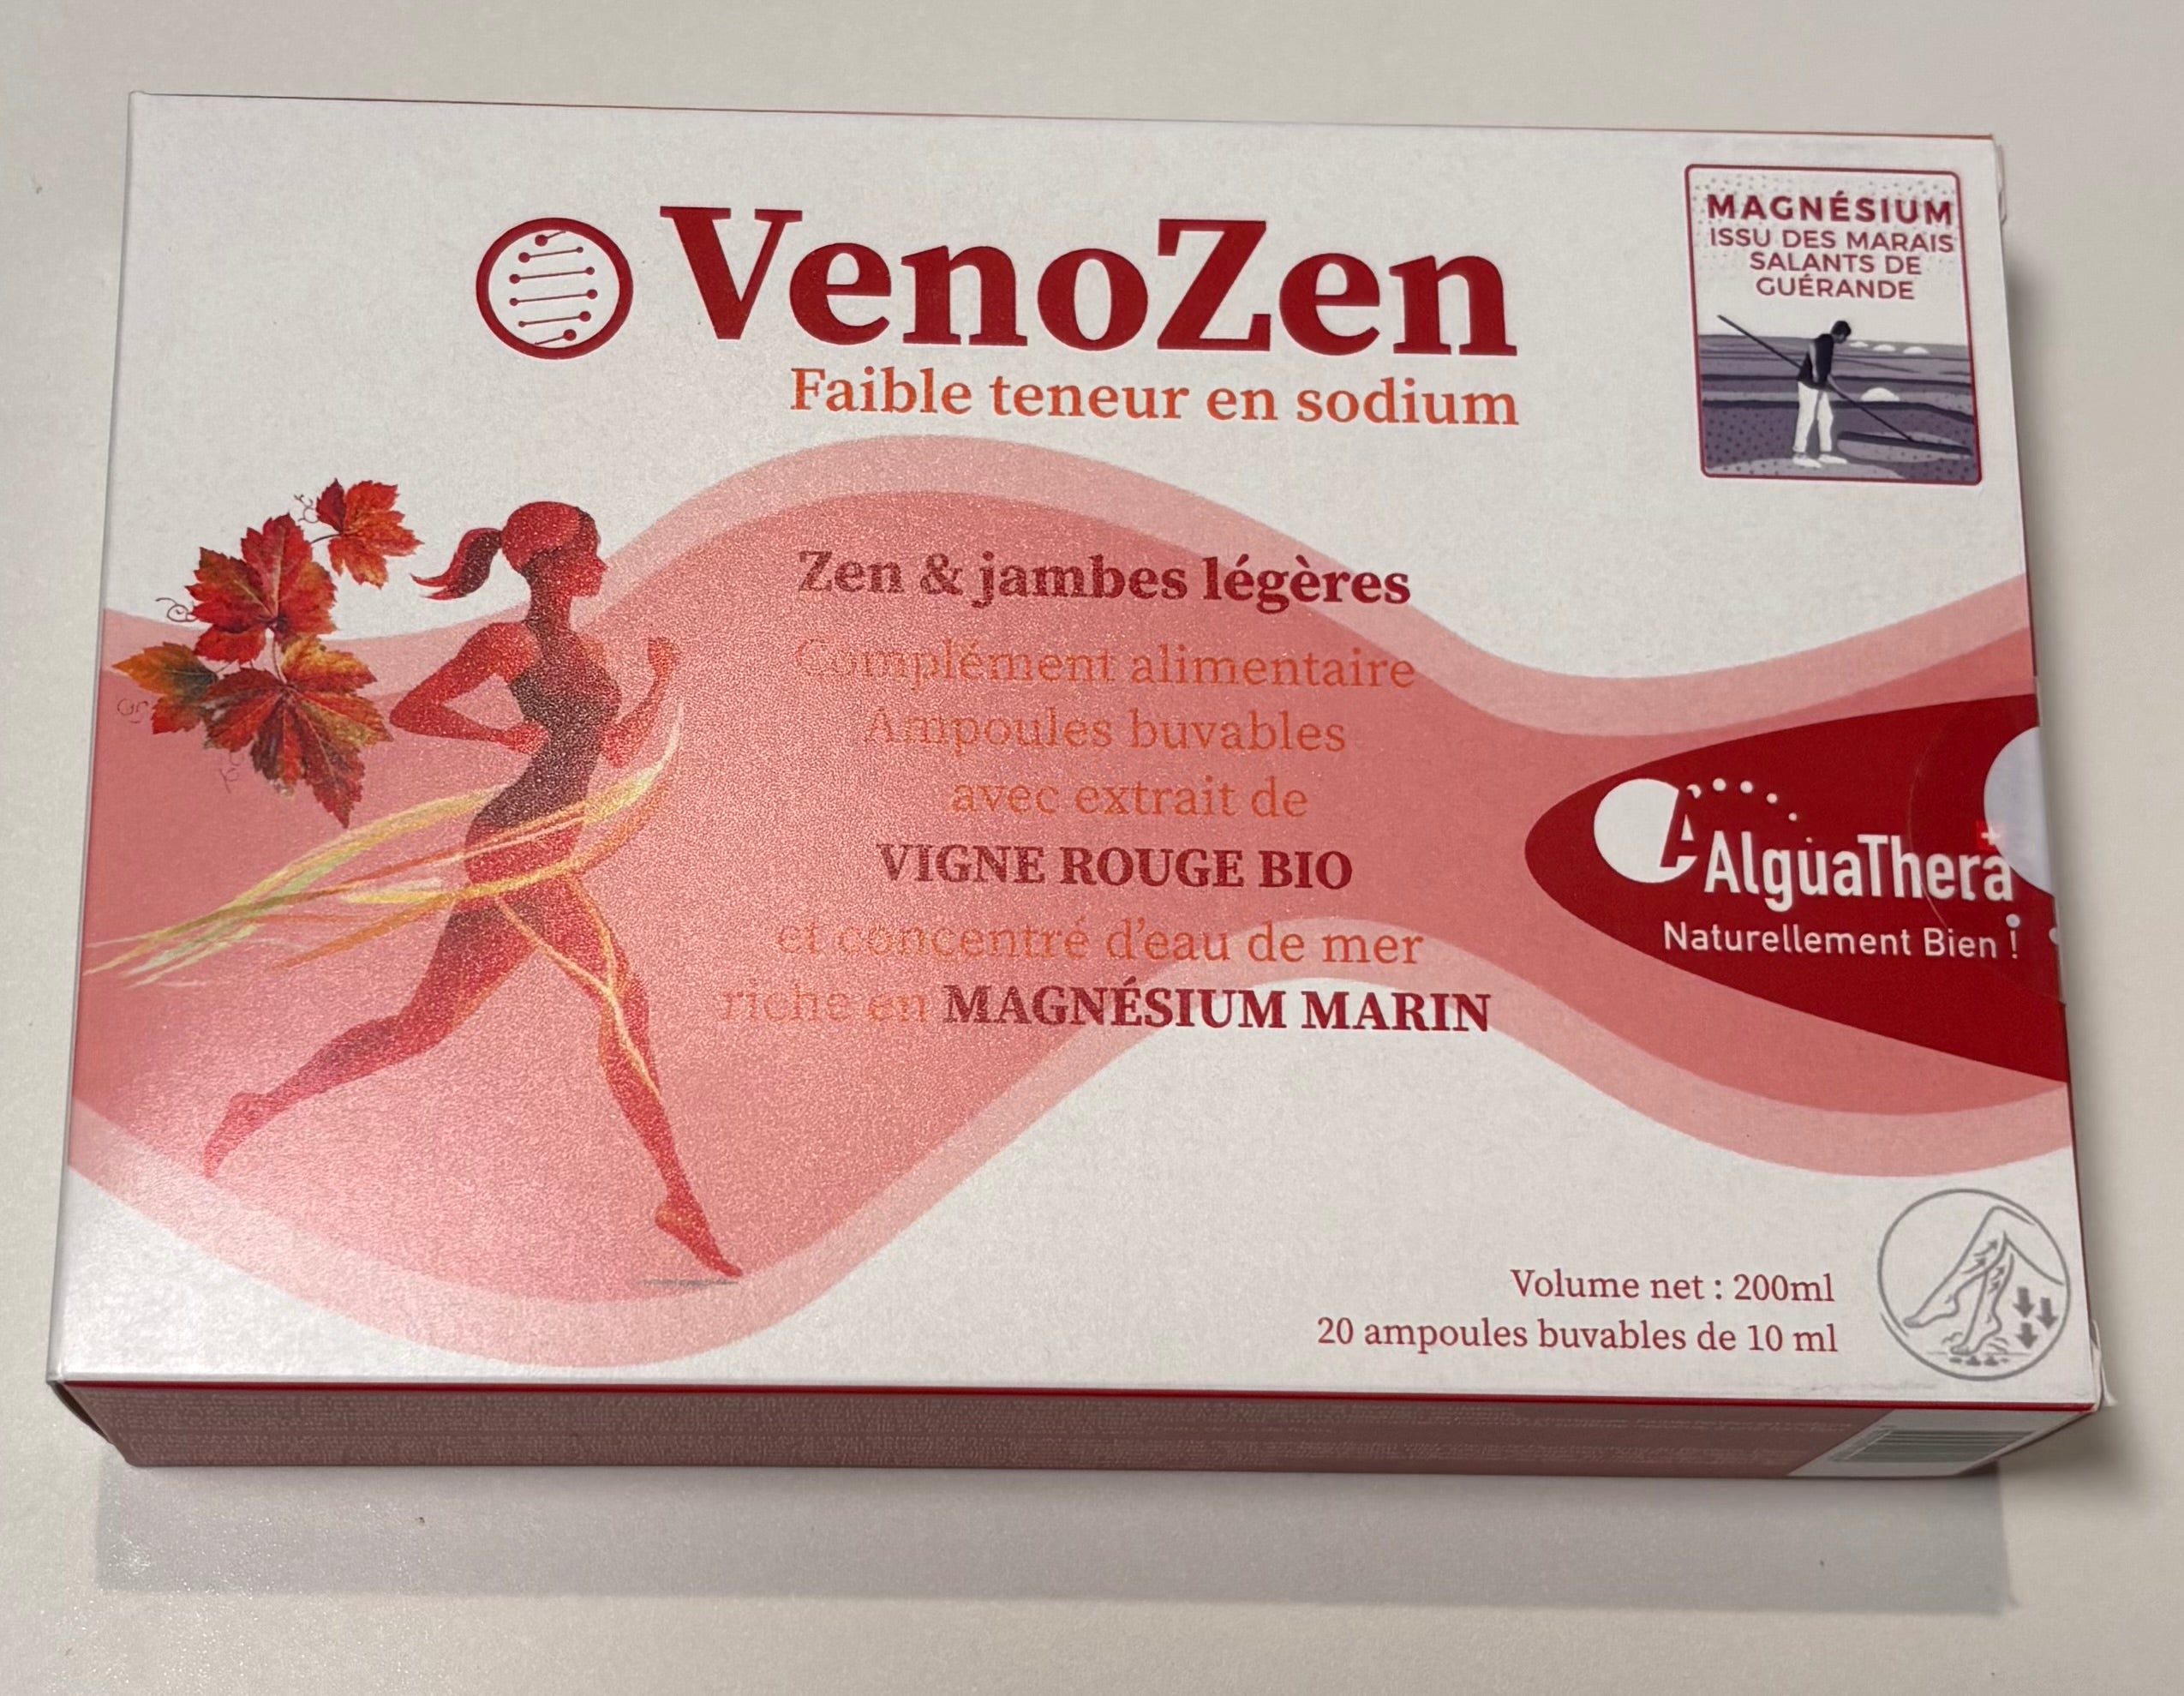 VenoZen
Faible teneur en sodium
MAGNÉSIUM
ISSU DES MARAIS
SALANTS DE
GUÉRANDE
Zen & jambes légères
Complément alimentaire
Ampoules buvables
avec extrait de
VIGNE ROUGE BIO
et concentré d'eau de mer
riche en MAGNÉSIUM MARIN
AlguaThera
Naturellement Bien !
Volume net : 200ml
20 ampoules buvables de 10 ml